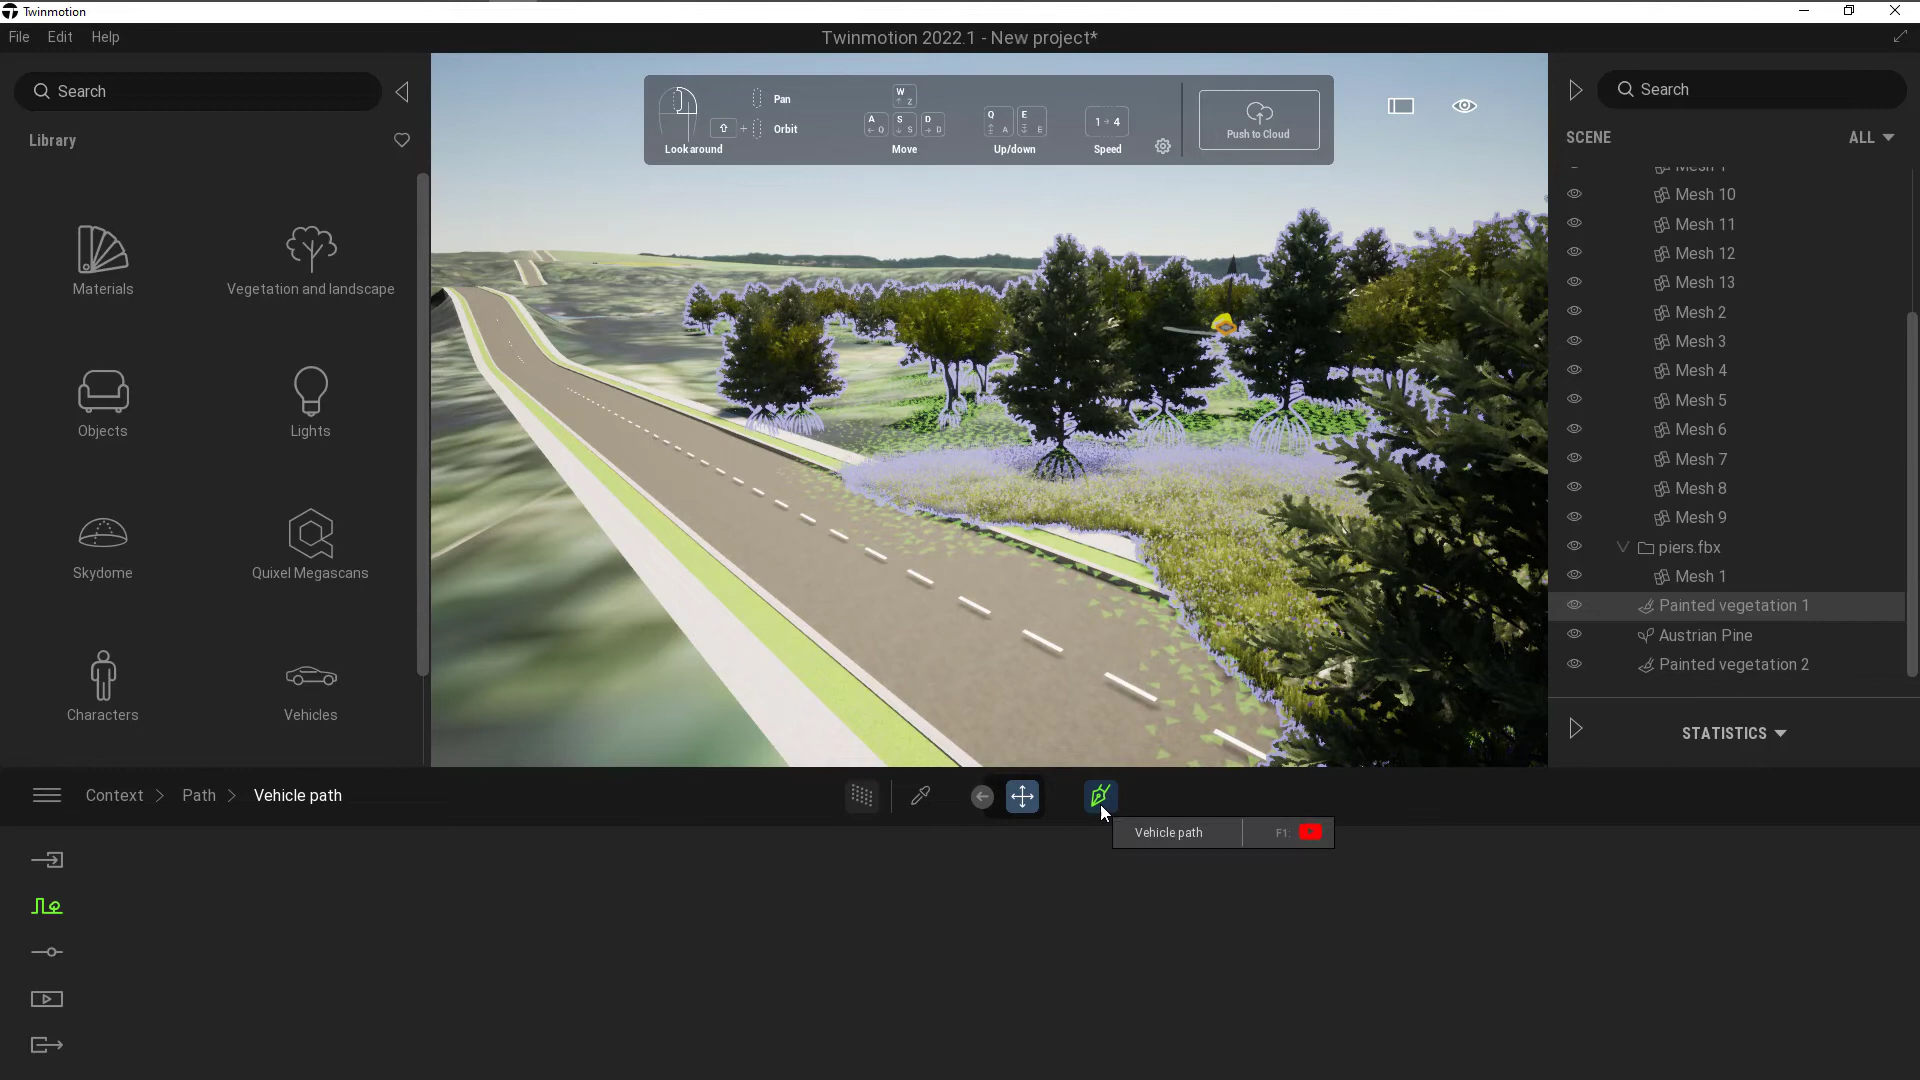 Twinmotion
File Edit Help
Twinmotion 2022.1 - New project*
Search
Library
Materials
Vegetation and landscape
Objects
Lights
Skydome
Quixel Megascans
Characters
Vehicles
Look around
Pan
Orbit
W
Z
A
Q
S
S
D
D
Move
Q
A
E
E
Up/down
1 → 4
Speed
Push to Cloud
Search
SCENE
ALL
Mesh 1
Mesh 10
Mesh 11
Mesh 12
Mesh 13
Mesh 2
Mesh 3
Mesh 4
Mesh 5
Mesh 6
Mesh 7
Mesh 8
Mesh 9
piers.fbx
Mesh 1
Painted vegetation 1
Austrian Pine
Painted vegetation 2
STATISTICS
Context > Path > Vehicle path
Vehicle path
F1: